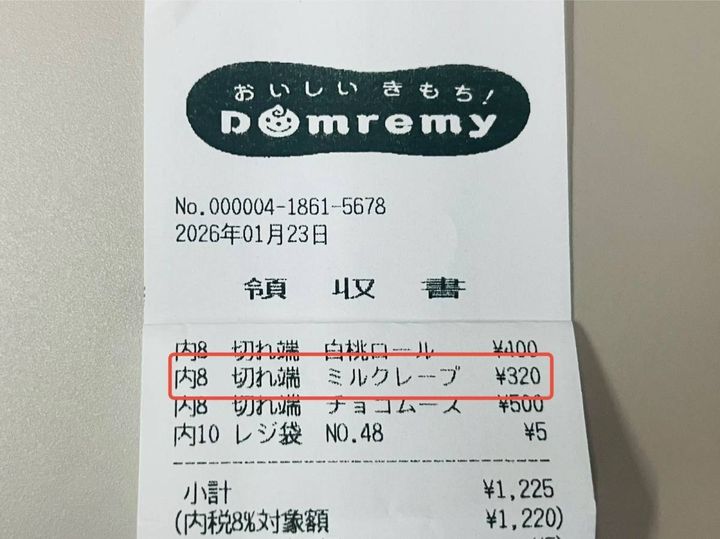 おいしいきもち!
Domremy
No.000004-1861-5678
2026年01月23日
領収書
内8 切れ端 白桃ロール ¥400
内8 切れ端 ミルクレープ ¥320
内8 切れ端 チョコムース ¥500
内10 レジ袋 NO.48 ¥5
小計 ¥1,225
(内税8%対象額 ¥1,220)